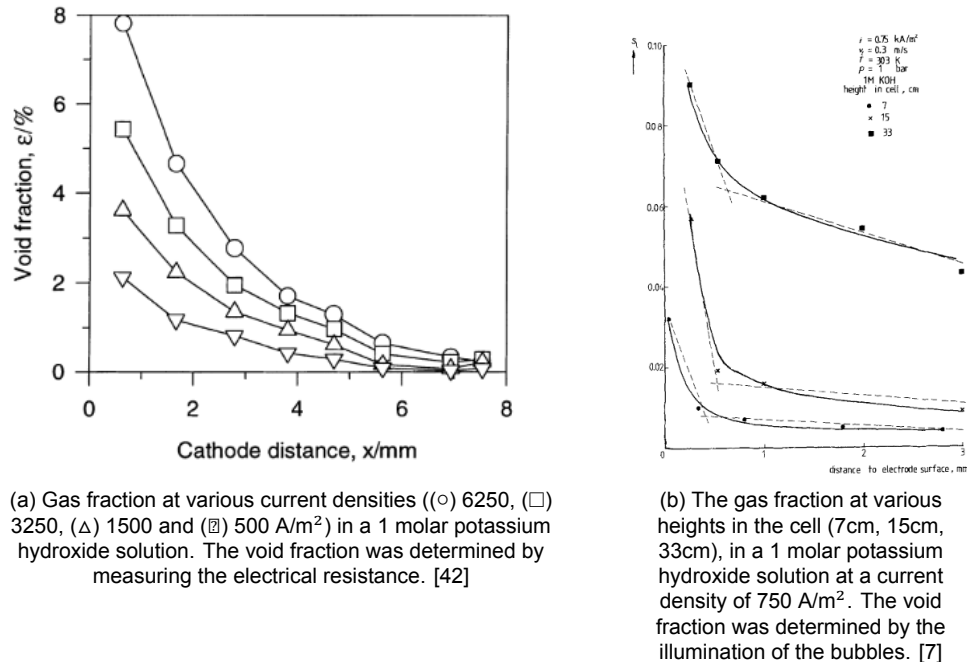 8
6
4
2
0
Void fraction, ε/%
0 2 4 6 8
Cathode distance, x/mm
(a) Gas fraction at various current densities ((○) 6250, (□)
3250, (△) 1500 and (⍰) 500 A/m²) in a 1 molar potassium
hydroxide solution. The void fraction was determined by
measuring the electrical resistance. [42]
0.10
0.08
0.06
0.04
0.02
i = 0.75 kA/m²
= 0.3 m/s
T = 303 K
p = 1 bar
1M KOH
height in cell, cm
• 7
× 15
■ 33
1 2 3
distance to electrode surface, mm
(b) The gas fraction at various
heights in the cell (7cm, 15cm,
33cm), in a 1 molar potassium
hydroxide solution at a current
density of 750 A/m². The void
fraction was determined by the
illumination of the bubbles. [7]